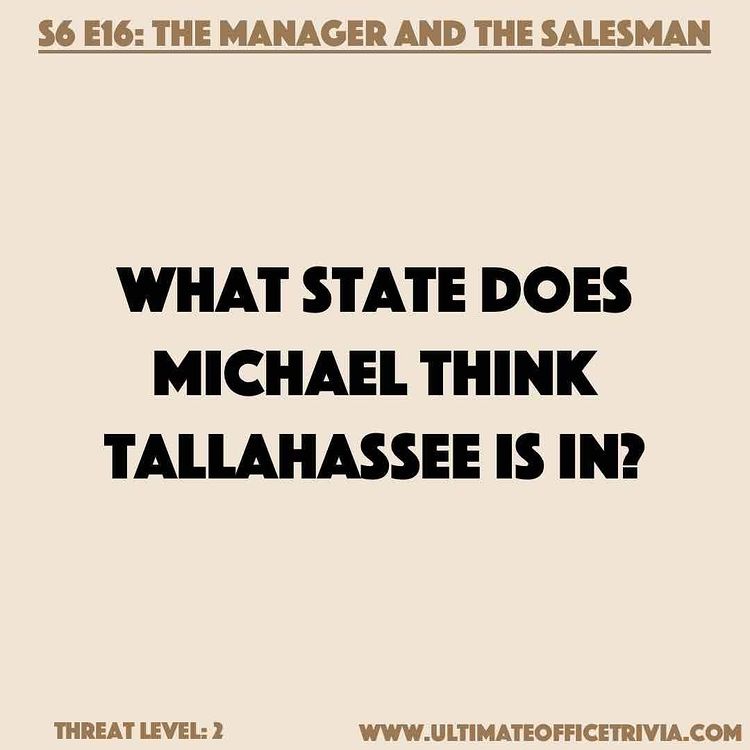 S6 E16: THE MANAGER AND THE SALESMAN
WHAT STATE DOES
MICHAEL THINK
TALLAHASSEE IS IN?
THREAT LEVEL: 2
WWW.ULTIMATEOFFICETRIVIA.COM